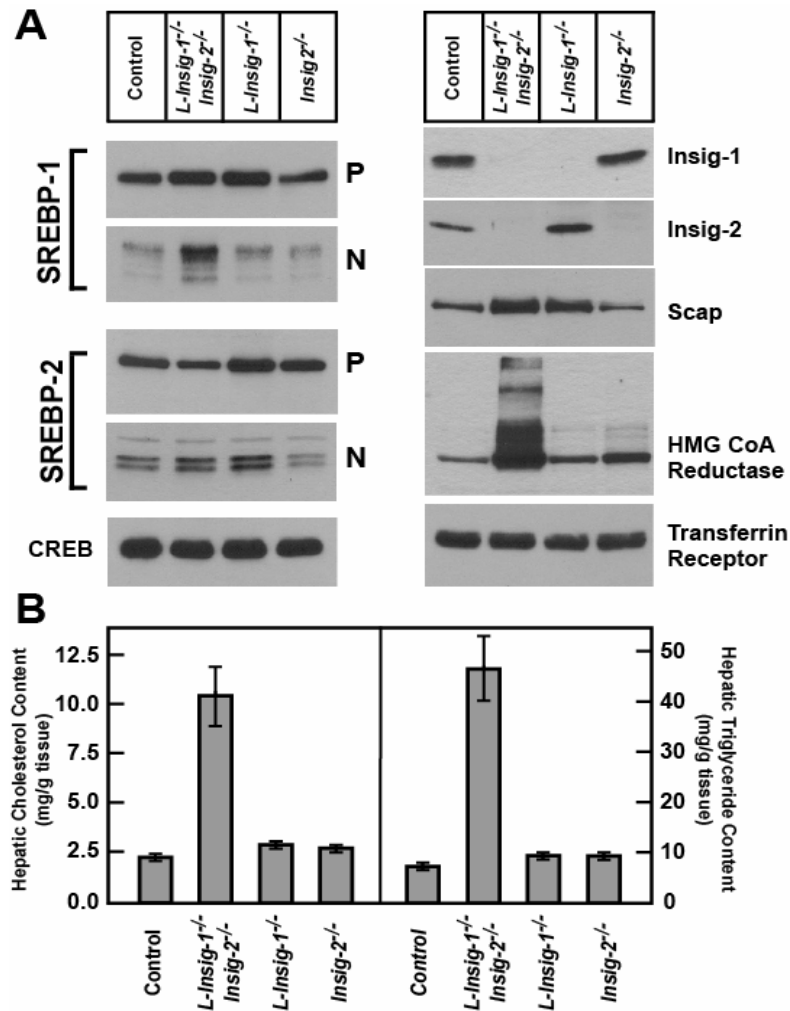 A
Control
L-Insig-1-/-
Insig-2-/-
L-Insig-1-/-
Insig2-/-
SREBP-1
P
N
SREBP-2
P
N
CREB
Control
L-Insig-1-/-
Insig-2-/-
L-Insig-1-/-
Insig-2-/-
Insig-1
Insig-2
Scap
HMG CoA
Reductase
Transferrin
Receptor
B
Hepatic Cholesterol Content
(mg/g tissue)
12.5
10.0
7.5
5.0
2.5
0.0
50
40
30
20
10
0
Hepatic Triglyceride Content
(mg/g tissue)
Control
L-Insig-1-/-
Insig-2-/-
L-Insig-1-/-
Insig-2-/-
Control
L-Insig-1-/-
Insig-2-/-
L-Insig-1-/-
Insig-2-/-